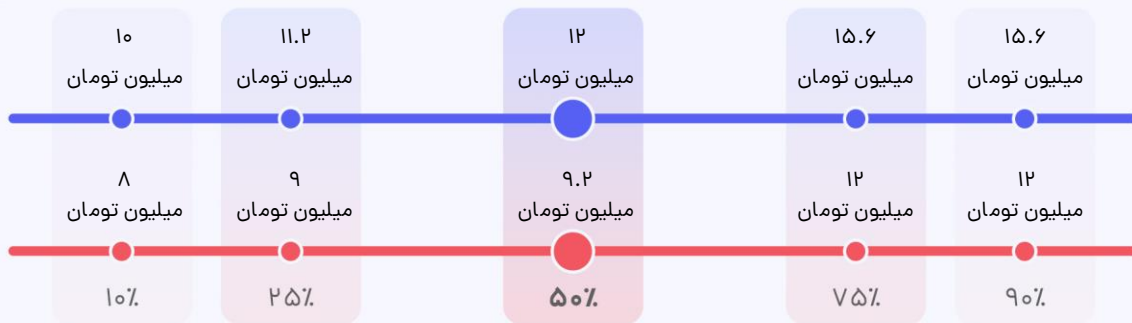 ۱۰
میلیون تومان
۱۱.۲
میلیون تومان
۱۲
میلیون تومان
۱۵.۶
میلیون تومان
۱۵.۶
میلیون تومان
۸
میلیون تومان
۹
میلیون تومان
۹.۲
میلیون تومان
۱۲
میلیون تومان
۱۲
میلیون تومان
۱۰٪
۲۵٪
۵۰٪
۷۵٪
۹۰٪